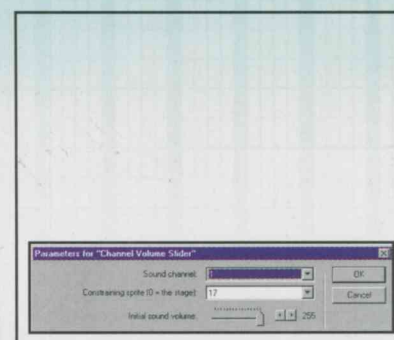 Parameters for "Channel Volume Slider"
Sound channel: 1
OK
Constraining sprite (0 = the stage): 17
Cancel
Initial sound volume: 255